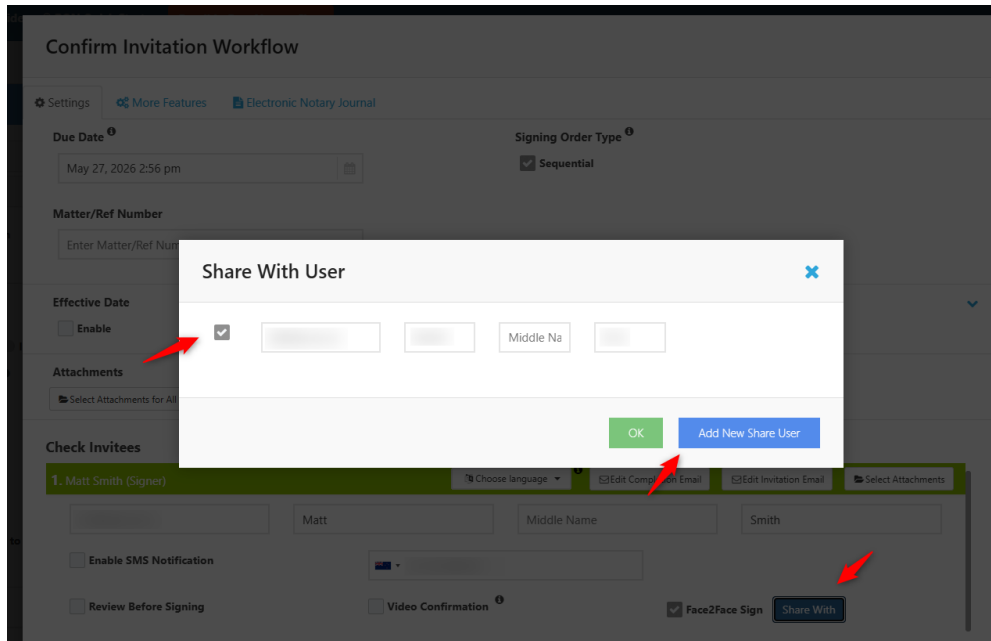 Confirm Invitation Workflow
Settings More Features Electronic Notary Journal
Due Date Signing Order Type
May 27, 2026 2:56 pm Sequential
Matter/Ref Number
Enter Matter/Ref Num
Share With User
Middle Na
Effective Date
Enable
Attachments
Select Attachments for All
OK Add New Share User
Check Invitees
1. Matt Smith (Signer) Choose language Edit Completion Email Edit Invitation Email Select Attachments
Matt Middle Name Smith
to
Enable SMS Notification
Review Before Signing Video Confirmation Face2Face Sign Share With